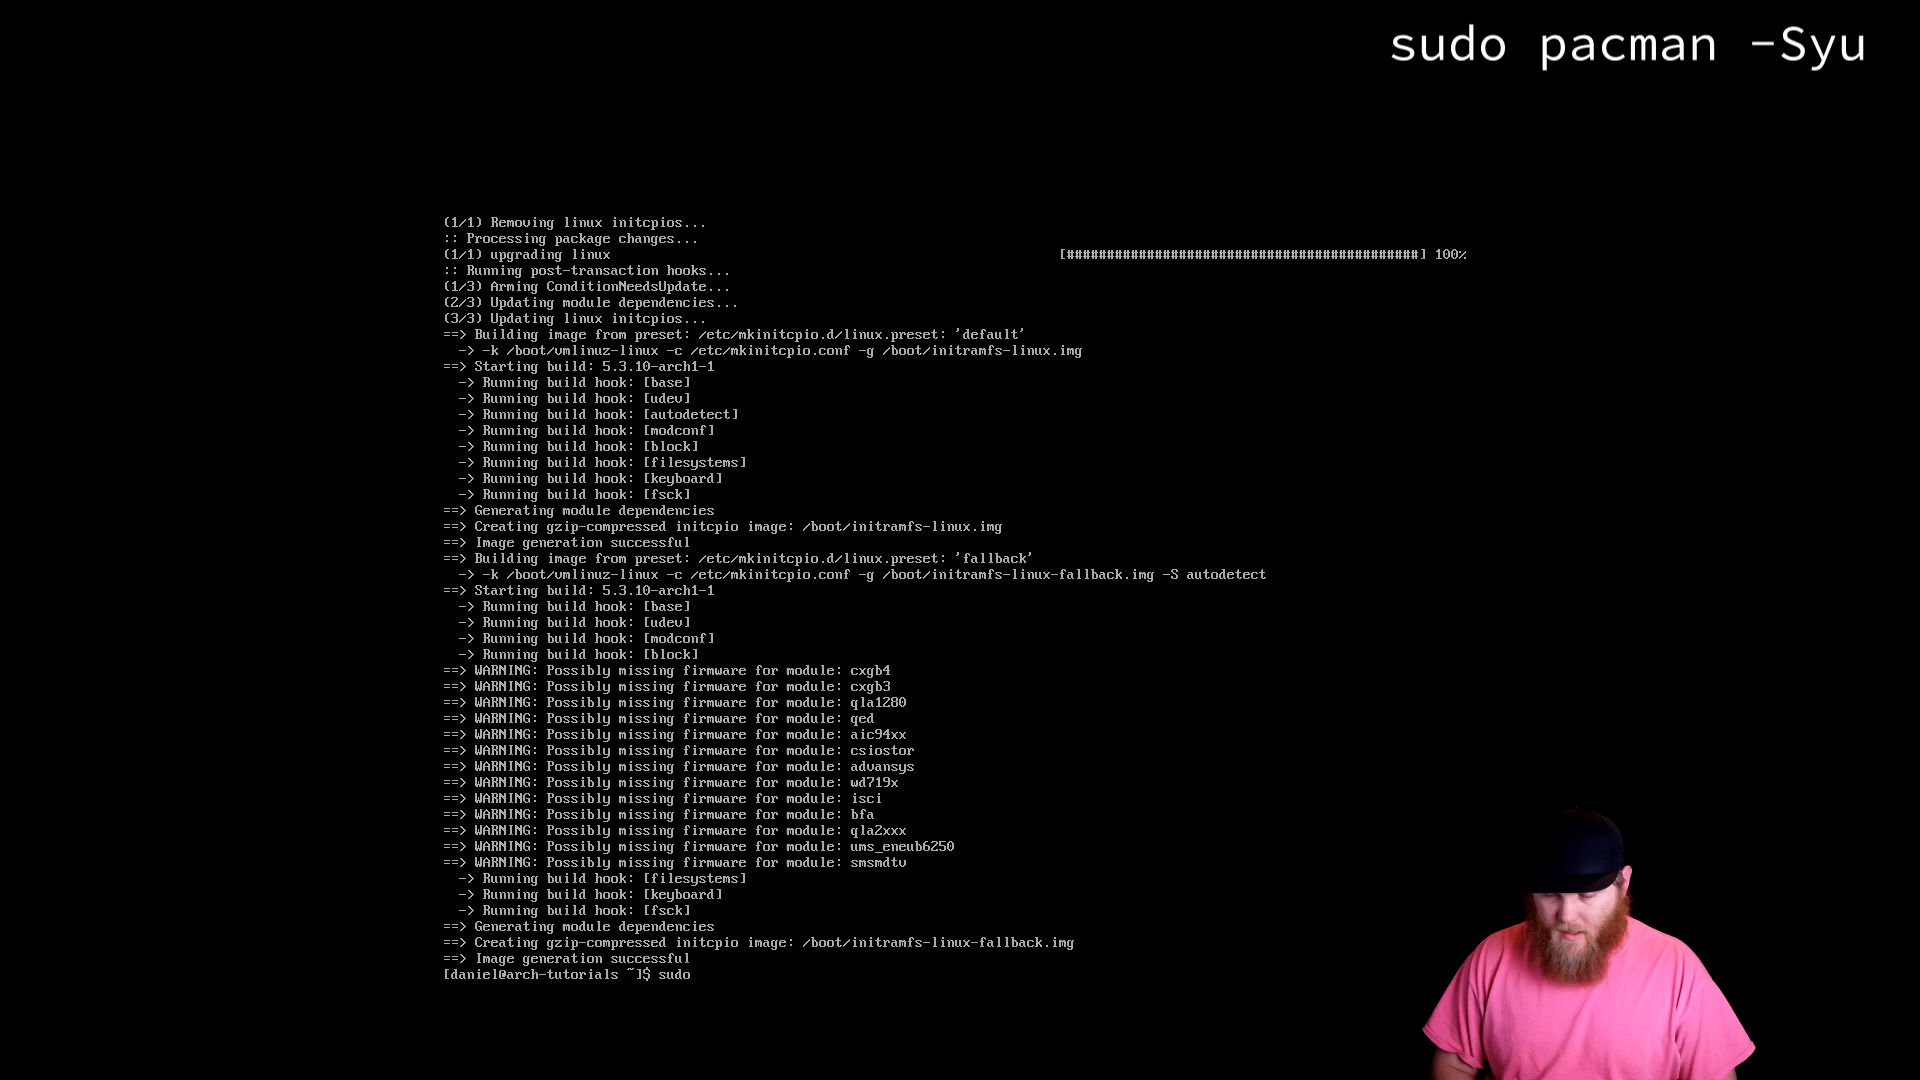 sudo pacman -Syu
(1/1) Removing linux initcpios...
:: Processing package changes...
(1/1) upgrading linux [############################################] 100%
:: Running post-transaction hooks...
(1/3) Arming ConditionNeedsUpdate...
(2/3) Updating module dependencies...
(3/3) Updating linux initcpios...
==> Building image from preset: /etc/mkinitcpio.d/linux.preset: 'default'
  -> -k /boot/vmlinuz-linux -c /etc/mkinitcpio.conf -g /boot/initramfs-linux.img
==> Starting build: 5.3.10-arch1-1
  -> Running build hook: [base]
  -> Running build hook: [udev]
  -> Running build hook: [autodetect]
  -> Running build hook: [modconf]
  -> Running build hook: [block]
  -> Running build hook: [filesystems]
  -> Running build hook: [keyboard]
  -> Running build hook: [fsck]
==> Generating module dependencies
==> Creating gzip-compressed initcpio image: /boot/initramfs-linux.img
==> Image generation successful
==> Building image from preset: /etc/mkinitcpio.d/linux.preset: 'fallback'
  -> -k /boot/vmlinuz-linux -c /etc/mkinitcpio.conf -g /boot/initramfs-linux-fallback.img -S autodetect
==> Starting build: 5.3.10-arch1-1
  -> Running build hook: [base]
  -> Running build hook: [udev]
  -> Running build hook: [modconf]
  -> Running build hook: [block]
==> WARNING: Possibly missing firmware for module: cxgb4
==> WARNING: Possibly missing firmware for module: cxgb3
==> WARNING: Possibly missing firmware for module: qla1280
==> WARNING: Possibly missing firmware for module: qed
==> WARNING: Possibly missing firmware for module: aic94xx
==> WARNING: Possibly missing firmware for module: csiostor
==> WARNING: Possibly missing firmware for module: advansys
==> WARNING: Possibly missing firmware for module: wd719x
==> WARNING: Possibly missing firmware for module: isci
==> WARNING: Possibly missing firmware for module: bfa
==> WARNING: Possibly missing firmware for module: qla2xxx
==> WARNING: Possibly missing firmware for module: ums_eneub6250
==> WARNING: Possibly missing firmware for module: smsmdtv
  -> Running build hook: [filesystems]
  -> Running build hook: [keyboard]
  -> Running build hook: [fsck]
==> Generating module dependencies
==> Creating gzip-compressed initcpio image: /boot/initramfs-linux-fallback.img
==> Image generation successful
[daniel@arch-tutorials ~]$ sudo